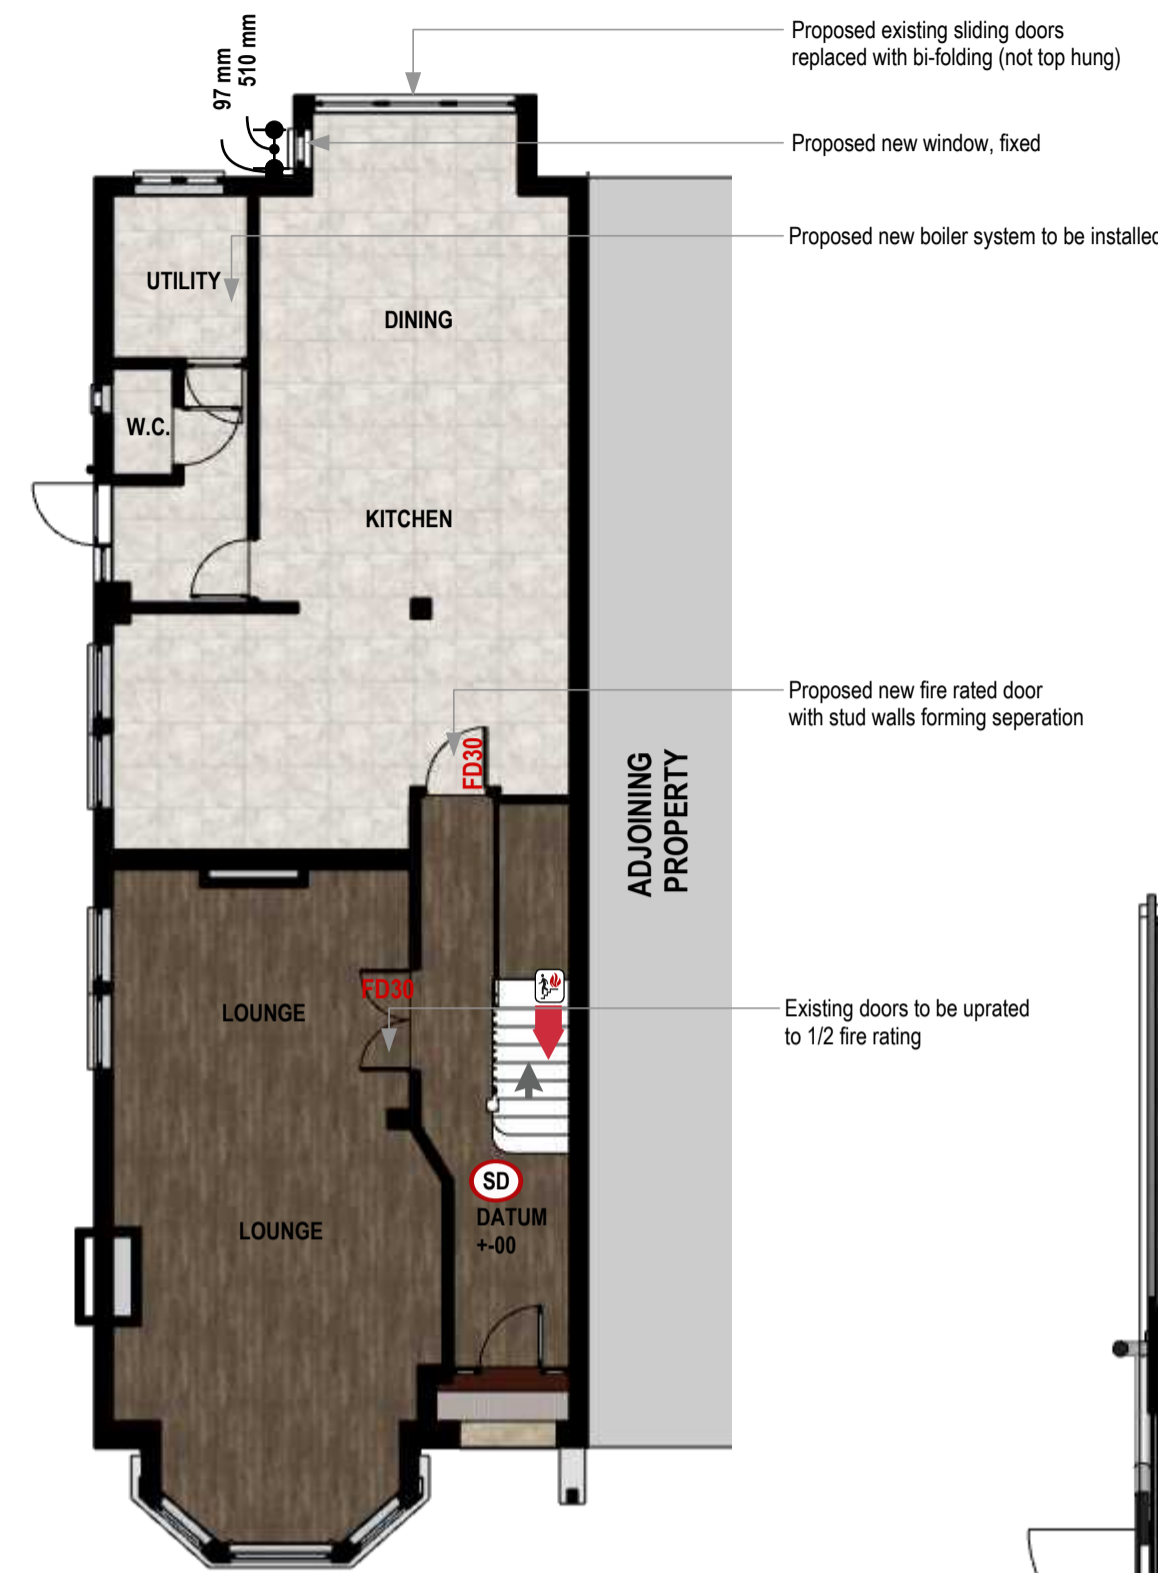 97 mm
510 mm
Proposed existing sliding doors
replaced with bi-folding (not top hung)
Proposed new window, fixed
Proposed new boiler system to be installed
UTILITY
DINING
W.C.
KITCHEN
Proposed new fire rated door
with stud walls forming seperation
FD30
ADJOINING
PROPERTY
FD30
LOUNGE
Existing doors to be uprated
to 1/2 fire rating
SD
DATUM
+-00
LOUNGE